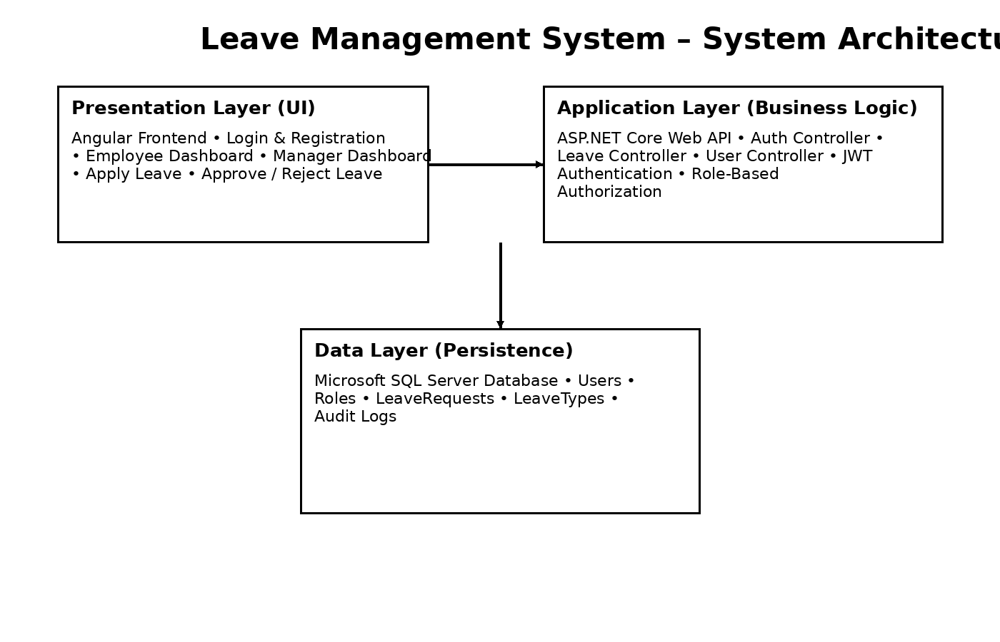 Leave Management System – System Architectu
Presentation Layer (UI)
Angular Frontend • Login & Registration
• Employee Dashboard • Manager Dashboard
• Apply Leave • Approve / Reject Leave
Application Layer (Business Logic)
ASP.NET Core Web API • Auth Controller •
Leave Controller • User Controller • JWT
Authentication • Role-Based
Authorization
Data Layer (Persistence)
Microsoft SQL Server Database • Users •
Roles • LeaveRequests • LeaveTypes •
Audit Logs